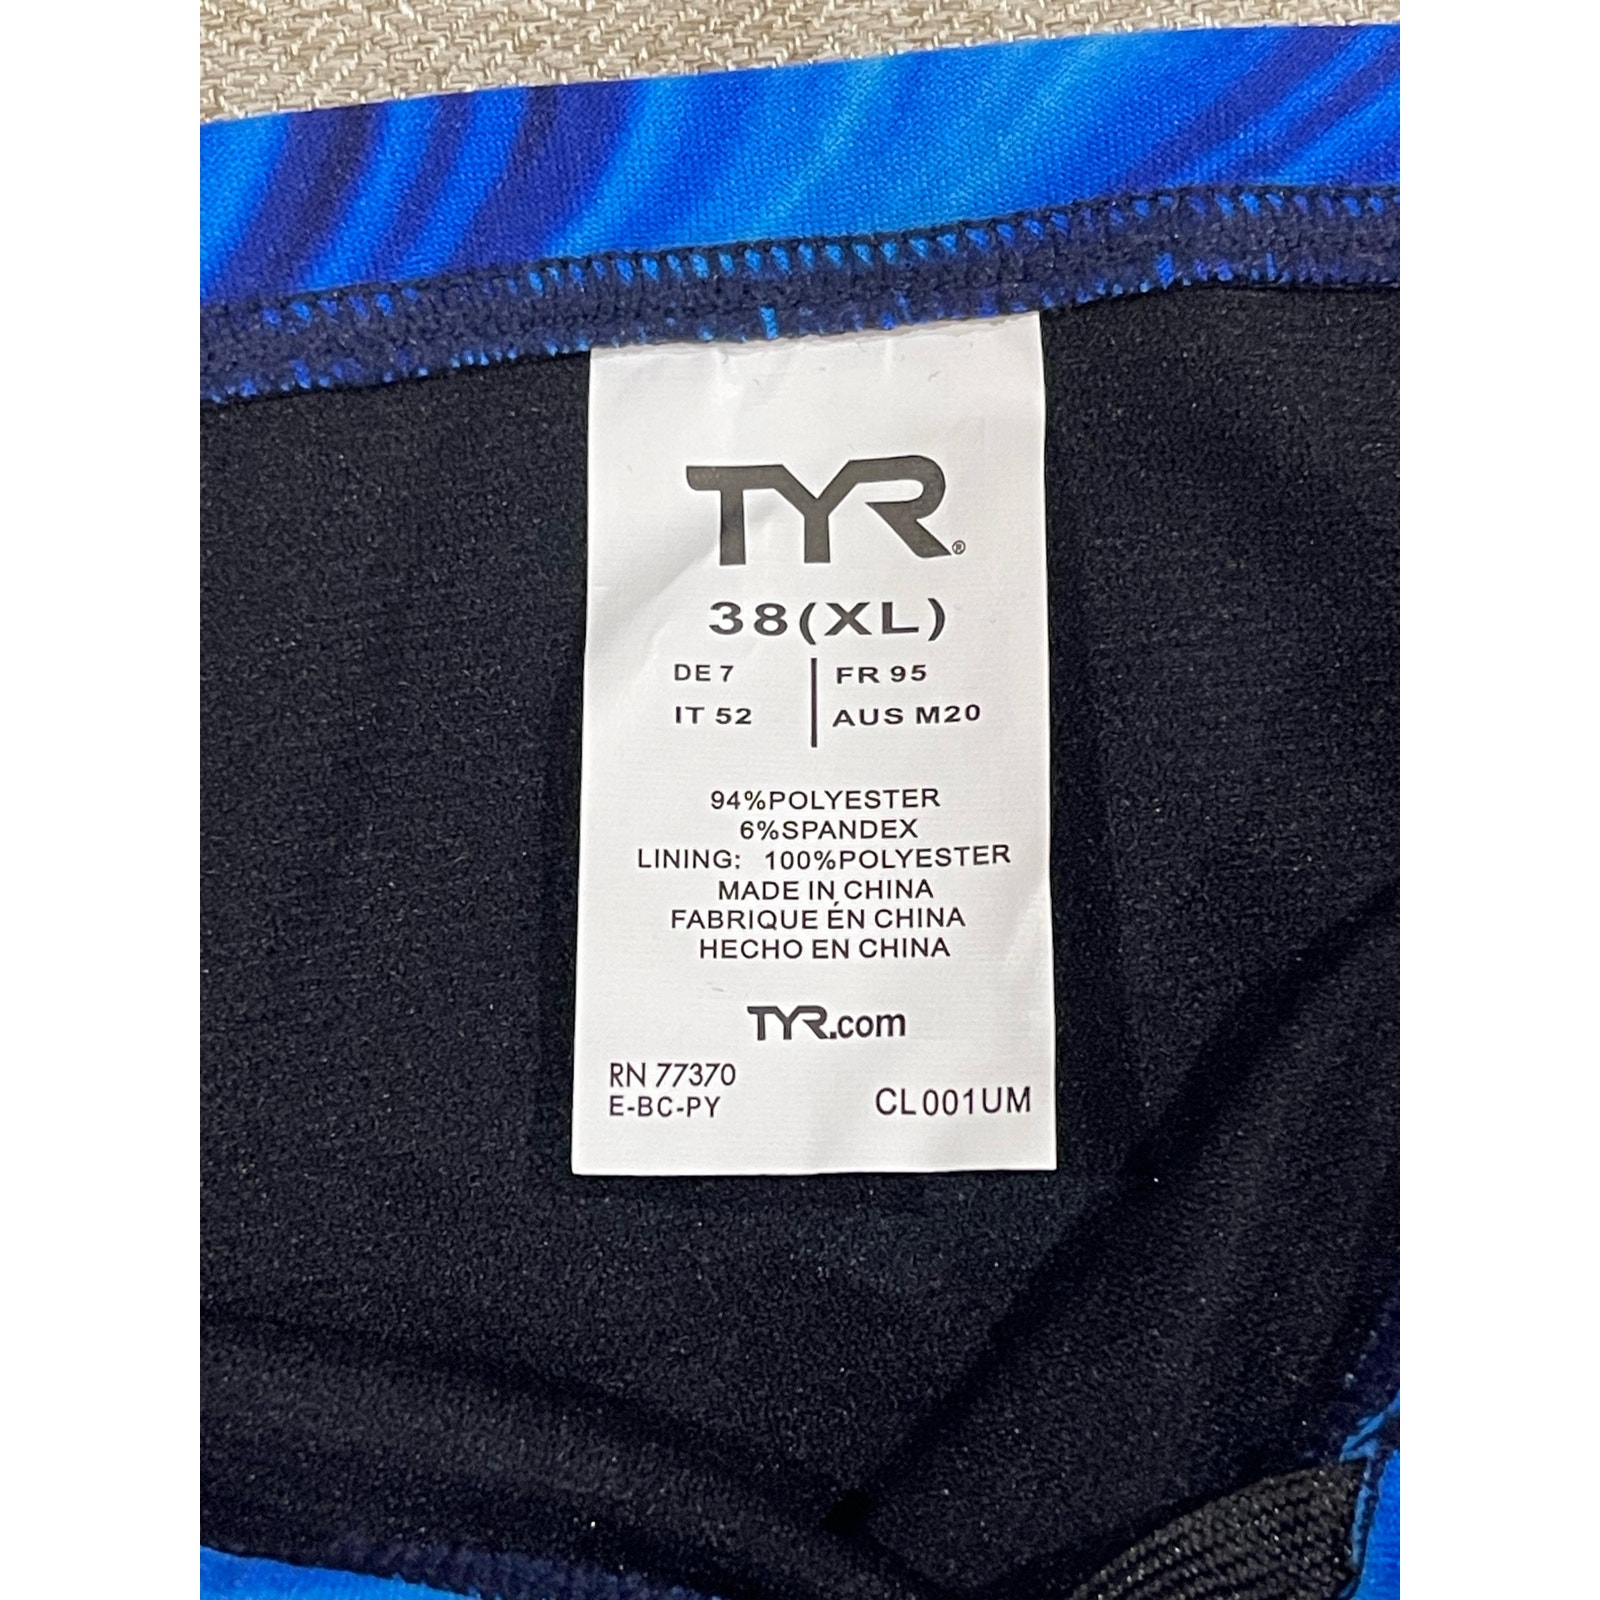 TYR®
38(XL)
DE 7 | FR 95
IT 52 | AUS M20
94%POLYESTER
6%SPANDEX
LINING: 100%POLYESTER
MADE IN CHINA
FABRIQUE ÉN CHINA
HECHO EN CHINA
TYR.com
RN 77370
E-BC-PY CL001UM